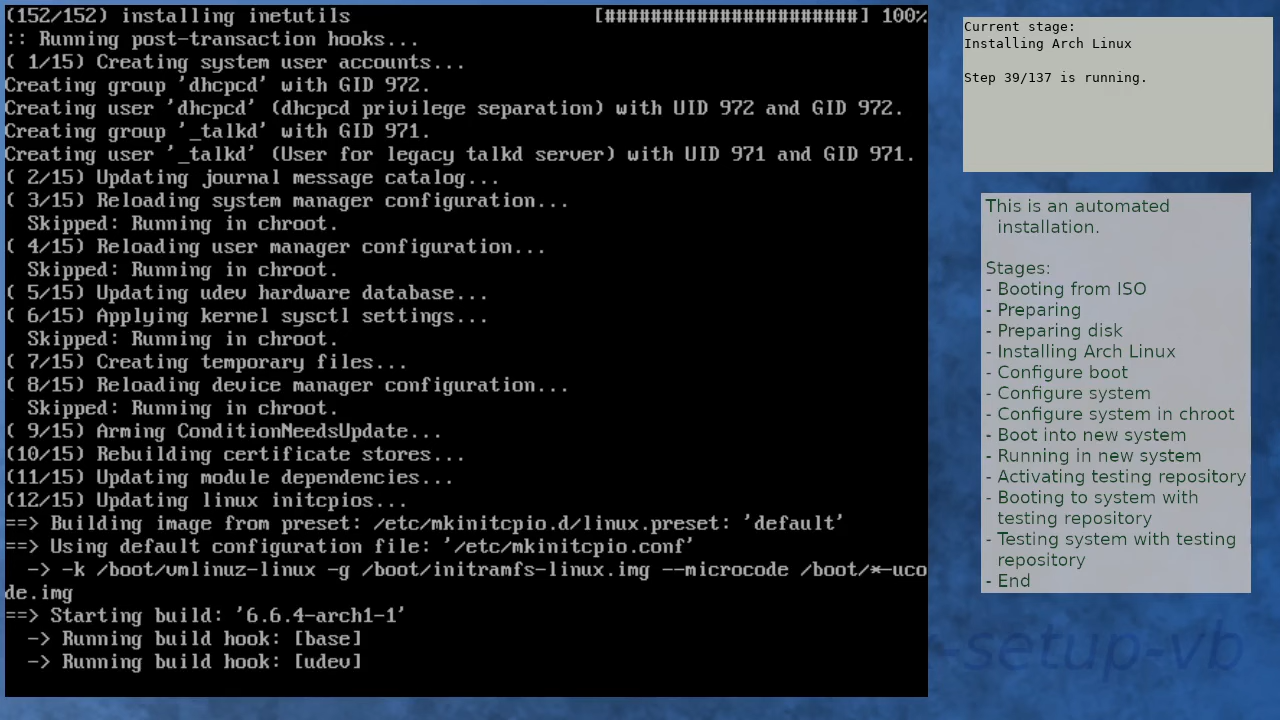 (152/152) installing inetutils [######################] 100%
:: Running post-transaction hooks...
( 1/15) Creating system user accounts...
Creating group 'dhcpcd' with GID 972.
Creating user 'dhcpcd' (dhcpcd privilege separation) with UID 972 and GID 972.
Creating group '_talkd' with GID 971.
Creating user '_talkd' (User for legacy talkd server) with UID 971 and GID 971.
( 2/15) Updating journal message catalog...
( 3/15) Reloading system manager configuration...
Skipped: Running in chroot.
( 4/15) Reloading user manager configuration...
Skipped: Running in chroot.
( 5/15) Updating udev hardware database...
( 6/15) Applying kernel sysctl settings...
Skipped: Running in chroot.
( 7/15) Creating temporary files...
( 8/15) Reloading device manager configuration...
Skipped: Running in chroot.
( 9/15) Arming ConditionNeedsUpdate...
(10/15) Rebuilding certificate stores...
(11/15) Updating module dependencies...
(12/15) Updating linux initcpios...
==> Building image from preset: /etc/mkinitcpio.d/linux.preset: 'default'
==> Using default configuration file: '/etc/mkinitcpio.conf'
-> -k /boot/vmlinuz-linux -g /boot/initramfs-linux.img --microcode /boot/*-uco
de.img
==> Starting build: '6.6.4-arch1-1'
-> Running build hook: [base]
-> Running build hook: [udev]
Current stage:
Installing Arch Linux
Step 39/137 is running.
This is an automated
installation.
Stages:
- Booting from ISO
- Preparing
- Preparing disk
- Installing Arch Linux
- Configure boot
- Configure system
- Configure system in chroot
- Boot into new system
- Running in new system
- Activating testing repository
- Booting to system with
testing repository
- Testing system with testing
repository
- End
-setup-vb